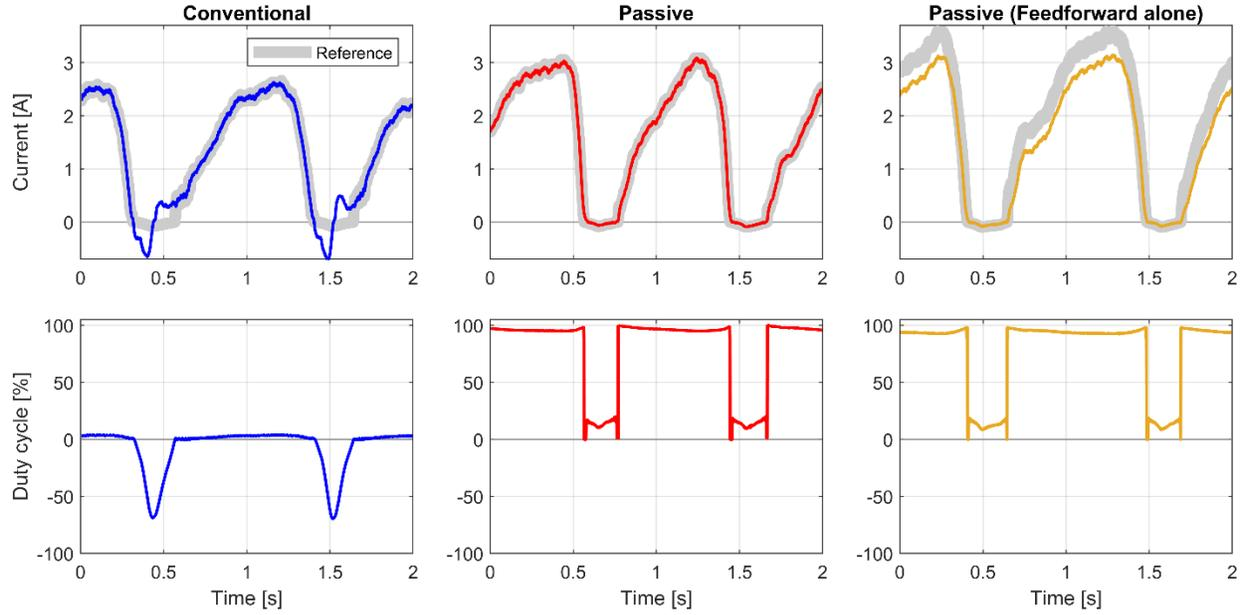 Conventional
Passive
Passive (Feedforward alone)
Reference
Current [A]
3
2
1
0
0 0.5 1 1.5 2
3
2
1
0
0 0.5 1 1.5 2
3
2
1
0
0 0.5 1 1.5 2
Duty cycle [%]
100
50
0
-50
-100
0 0.5 1 1.5 2
Time [s]
100
50
0
-50
-100
0 0.5 1 1.5 2
Time [s]
100
50
0
-50
-100
0 0.5 1 1.5 2
Time [s]